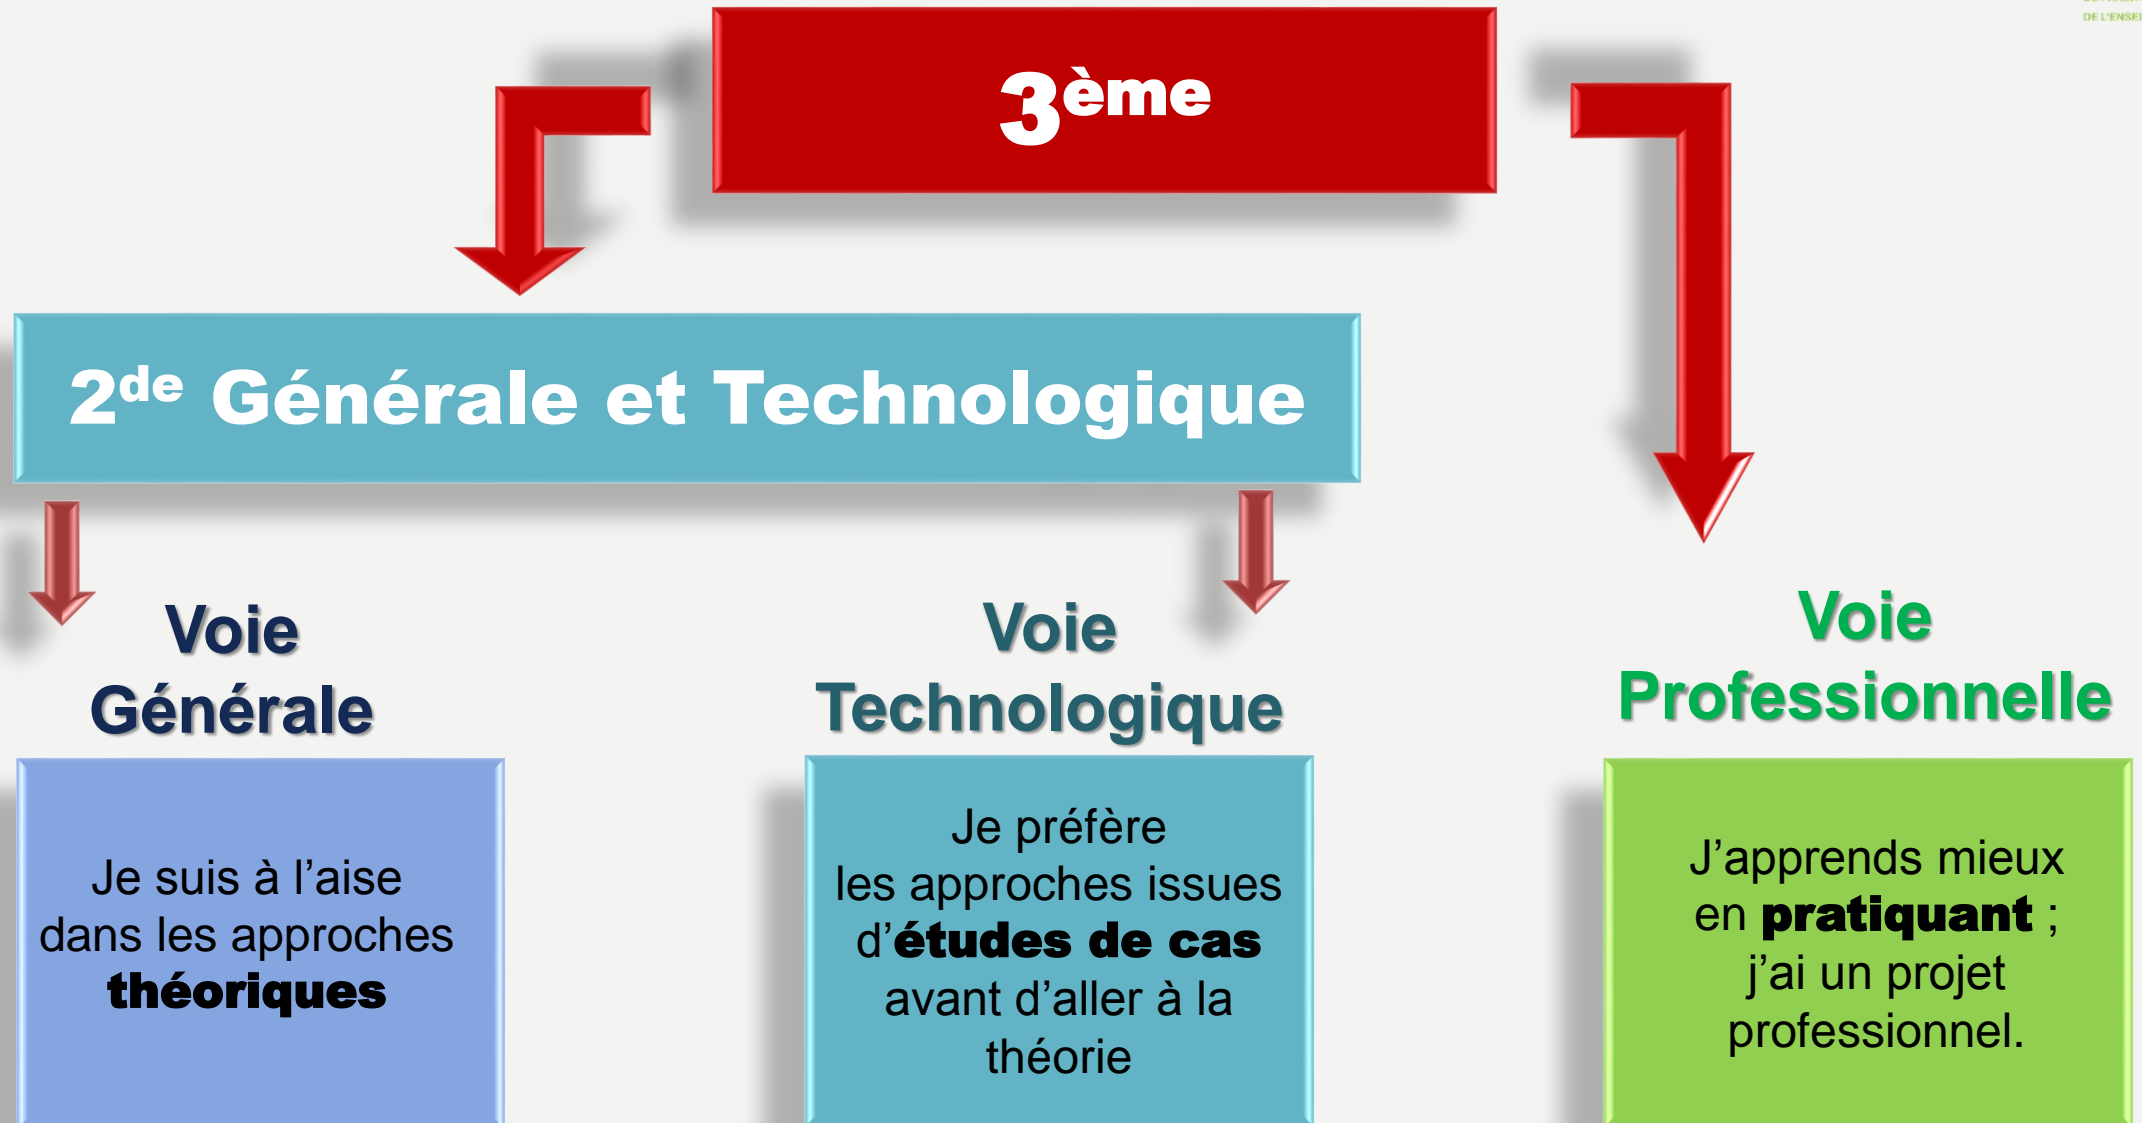 3ème
2de Générale et Technologique
Voie
Générale
Voie
Technologique
Voie
Professionnelle
Je suis à l’aise
dans les approches
théoriques
Je préfère
les approches issues
d’études de cas
avant d’aller à la
théorie
J’apprends mieux
en pratiquant ;
j’ai un projet
professionnel.